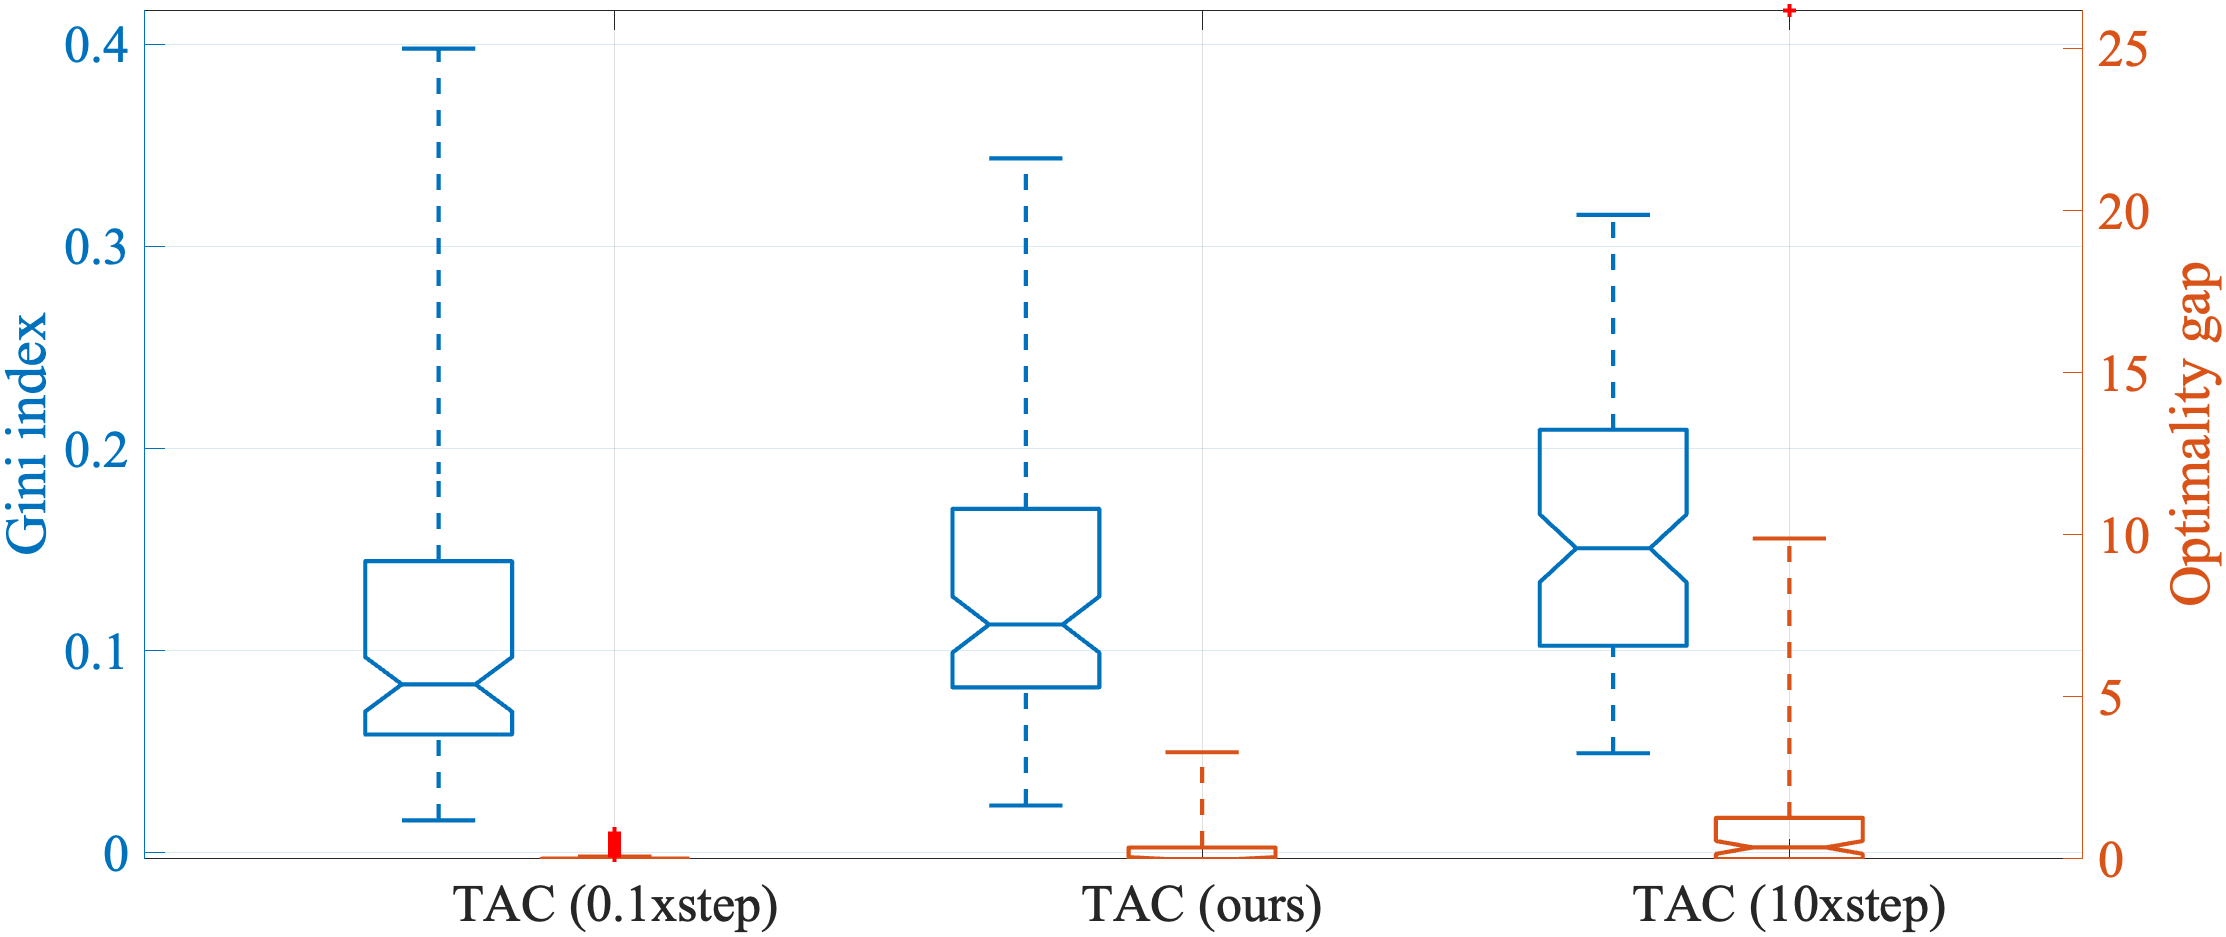 Gini index
0.4
0.3
0.2
0.1
0
25
20
15
10
5
0
Optimality gap
TAC (0.1xstep)
TAC (ours)
TAC (10xstep)